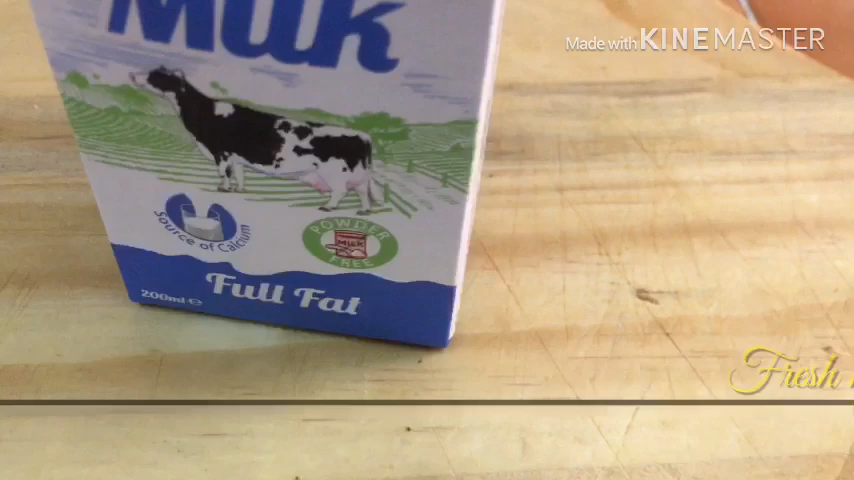 Milk
Made with KINEMASTER
Source of Calcium
POWDER
MILK
FREE
Full Fat
200ml e
Fresh